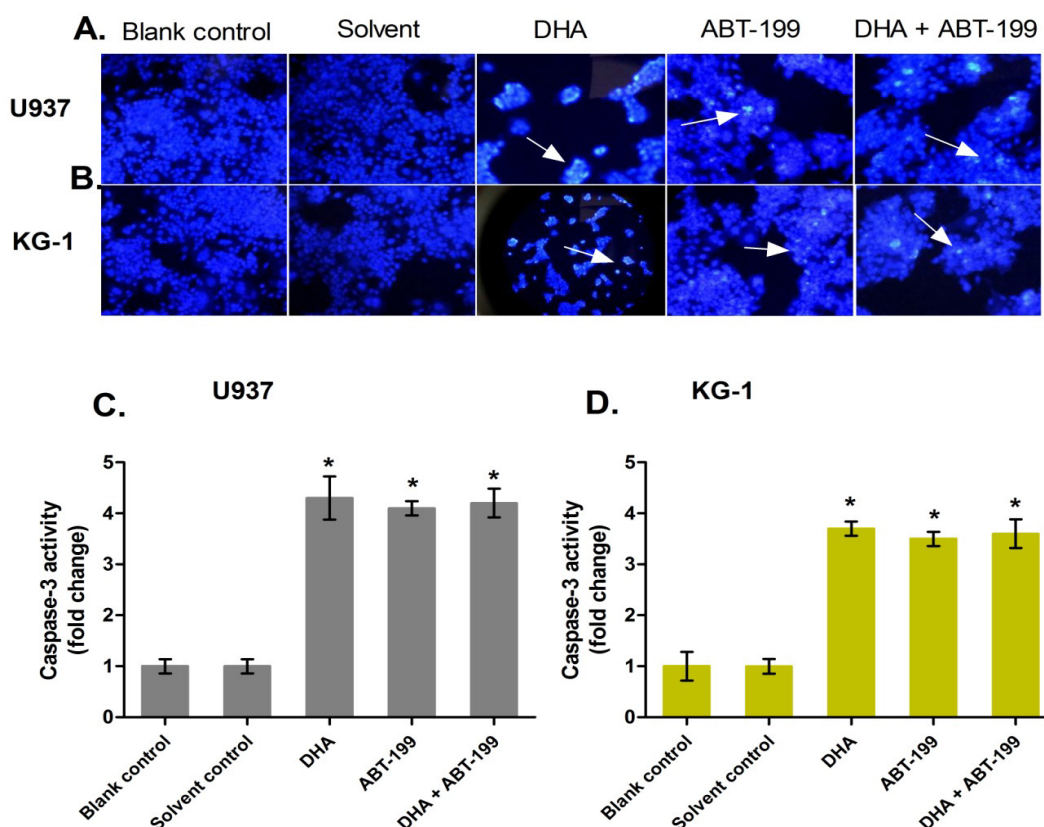 A.
Blank control Solvent DHA ABT-199 DHA + ABT-199
U937
B.
KG-1
C.
U937
Caspase-3 activity
(fold change)
5
4
3
2
1
0
* * *
Blank control
Solvent control
DHA
ABT-199
DHA + ABT-199
D.
KG-1
Caspase-3 activity
(fold change)
5
4
3
2
1
0
* * *
Blank control
Solvent control
DHA
ABT-199
DHA + ABT-199